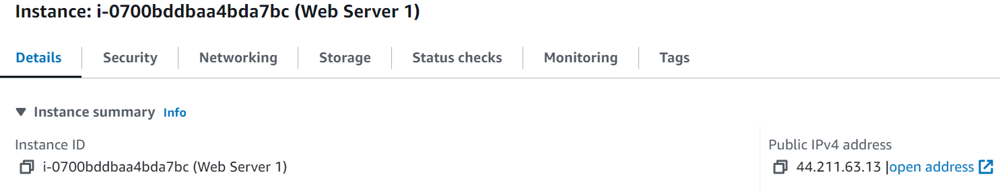 Instance: i-0700bddbaa4bda7bc (Web Server 1)
Details Security Networking Storage Status checks Monitoring Tags
Instance summary Info
Instance ID
i-0700bddbaa4bda7bc (Web Server 1)
Public IPv4 address
44.211.63.13 |open address